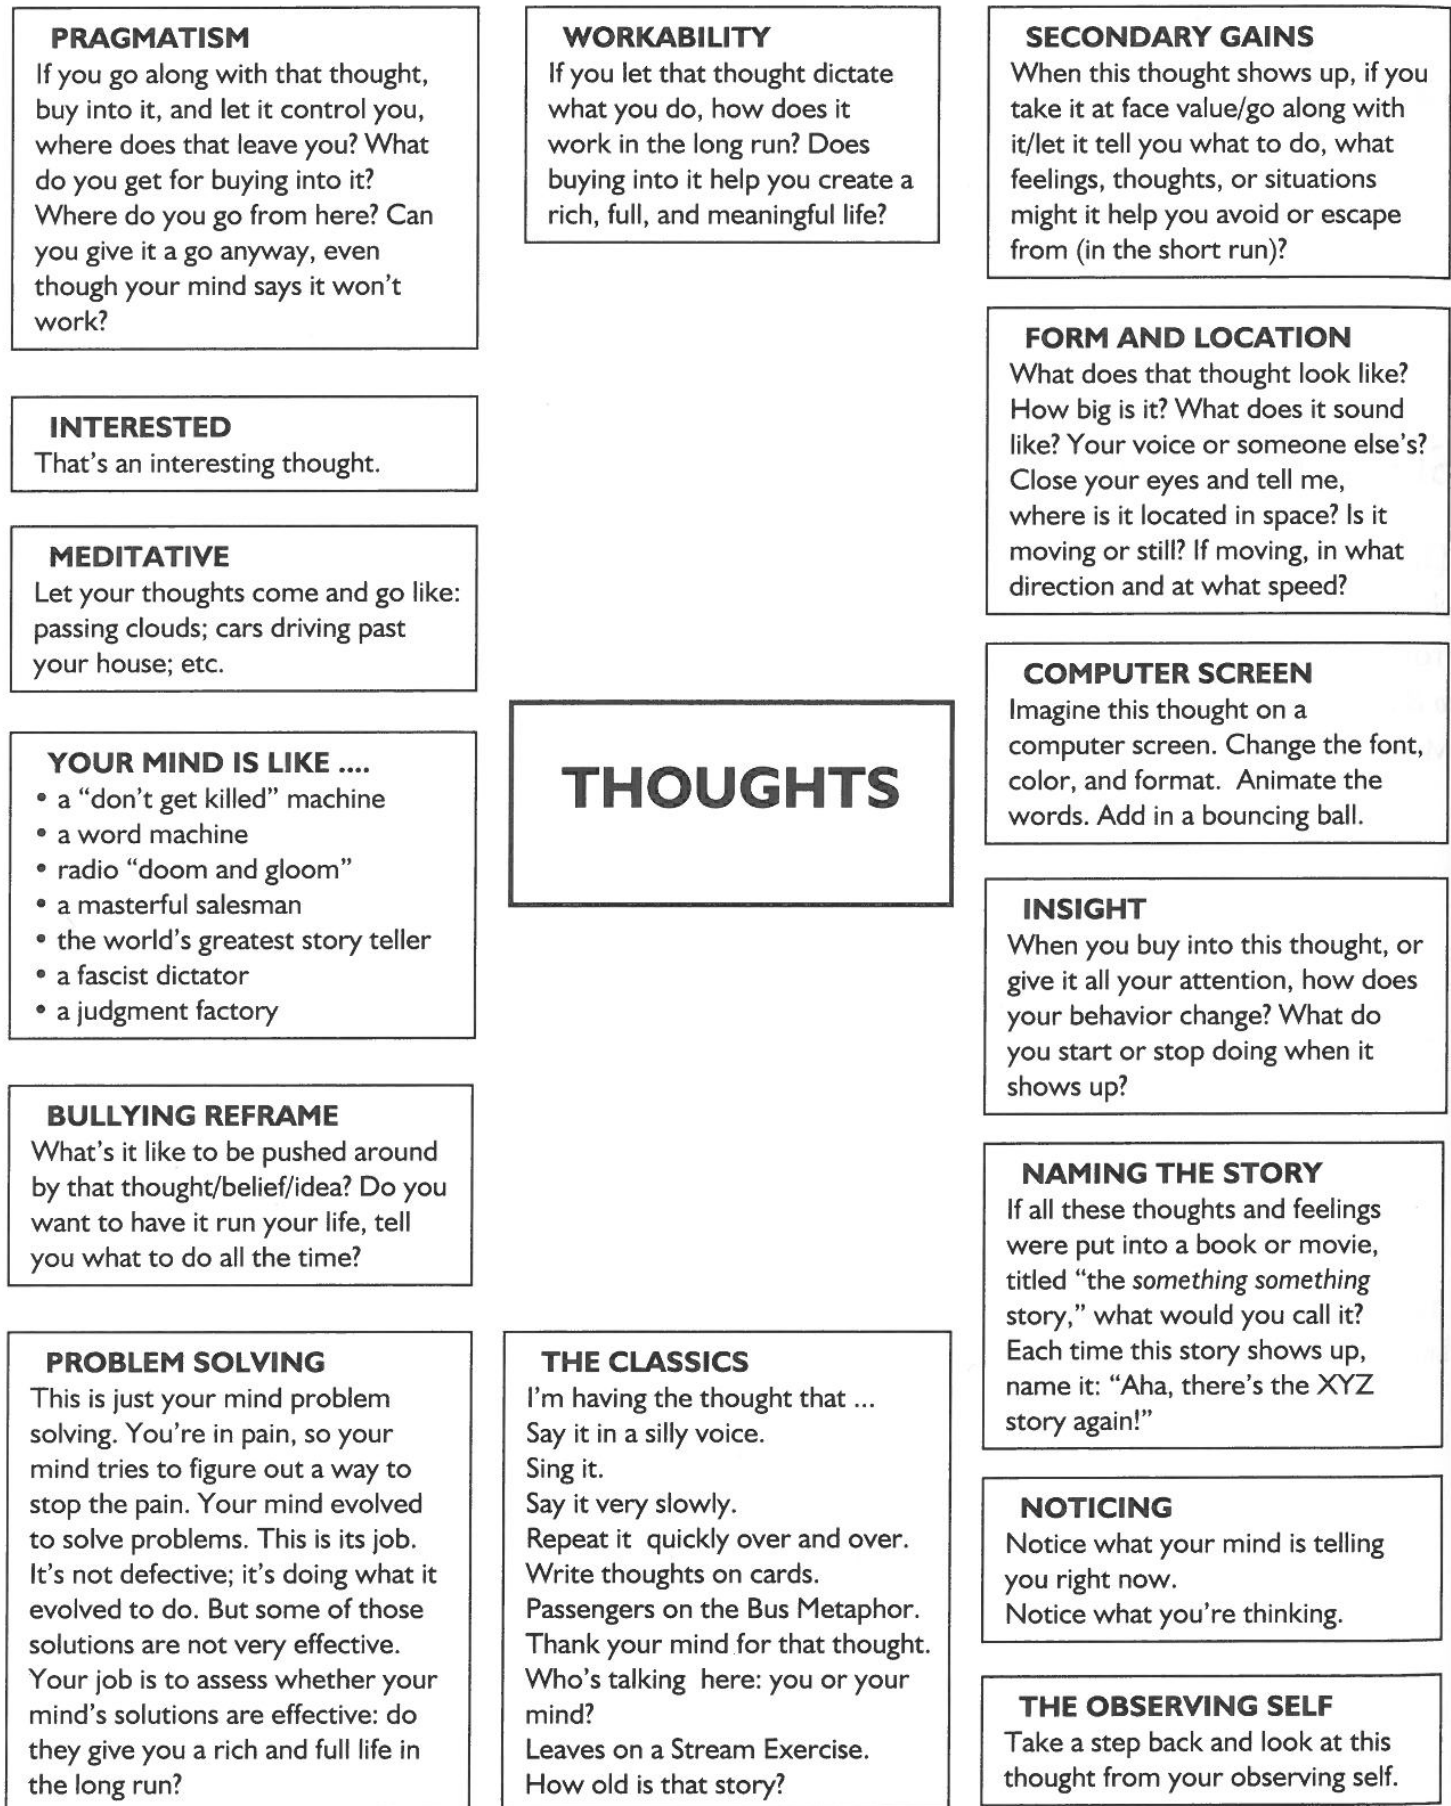 PRAGMATISM
If you go along with that thought,
buy into it, and let it control you,
where does that leave you? What
do you get for buying into it?
Where do you go from here? Can
you give it a go anyway, even
though your mind says it won't
work?
WORKABILITY
If you let that thought dictate
what you do, how does it
work in the long run? Does
buying into it help you create a
rich, full, and meaningful life?
SECONDARY GAINS
When this thought shows up, if you
take it at face value/go along with
it/let it tell you what to do, what
feelings, thoughts, or situations
might it help you avoid or escape
from (in the short run)?
INTERESTED
That's an interesting thought.
FORM AND LOCATION
What does that thought look like?
How big is it? What does it sound
like? Your voice or someone else's?
Close your eyes and tell me,
where is it located in space? Is it
moving or still? If moving, in what
direction and at what speed?
MEDITATIVE
Let your thoughts come and go like:
passing clouds; cars driving past
your house; etc.
COMPUTER SCREEN
Imagine this thought on a
computer screen. Change the font,
color, and format. Animate the
words. Add in a bouncing ball.
YOUR MIND IS LIKE ....
• a “don't get killed” machine
• a word machine
• radio “doom and gloom”
• a masterful salesman
• the world's greatest story teller
• a fascist dictator
• a judgment factory
THOUGHTS
INSIGHT
When you buy into this thought, or
give it all your attention, how does
your behavior change? What do
you start or stop doing when it
shows up?
BULLYING REFRAME
What's it like to be pushed around
by that thought/belief/idea? Do you
want to have it run your life, tell
you what to do all the time?
NAMING THE STORY
If all these thoughts and feelings
were put into a book or movie,
titled “the something something
story,” what would you call it?
Each time this story shows up,
name it: “Aha, there's the XYZ
story again!”
PROBLEM SOLVING
This is just your mind problem
solving. You're in pain, so your
mind tries to figure out a way to
stop the pain. Your mind evolved
to solve problems. This is its job.
It's not defective; it's doing what it
evolved to do. But some of those
solutions are not very effective.
Your job is to assess whether your
mind's solutions are effective: do
they give you a rich and full life in
the long run?
THE CLASSICS
I'm having the thought that ...
Say it in a silly voice.
Sing it.
Say it very slowly.
Repeat it quickly over and over.
Write thoughts on cards.
Passengers on the Bus Metaphor.
Thank your mind for that thought.
Who's talking here: you or your
mind?
Leaves on a Stream Exercise.
How old is that story?
NOTICING
Notice what your mind is telling
you right now.
Notice what you're thinking.
THE OBSERVING SELF
Take a step back and look at this
thought from your observing self.